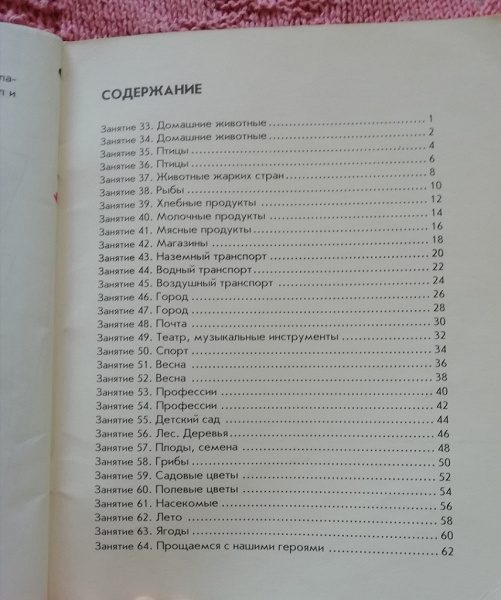 ла-
л и
СОДЕРЖАНИЕ
Занятие 33. Домашние животные 1
Занятие 34. Домашние животные 2
Занятие 35. Птицы 4
Занятие 36. Птицы 6
Занятие 37. Животные жарких стран 8
Занятие 38. Рыбы 10
Занятие 39. Хлебные продукты 12
Занятие 40. Молочные продукты 14
Занятие 41. Мясные продукты 16
Занятие 42. Магазины 18
Занятие 43. Наземный транспорт 20
Занятие 44. Водный транспорт 22
Занятие 45. Воздушный транспорт 24
Занятие 46. Город 26
Занятие 47. Город 28
Занятие 48. Почта 30
Занятие 49. Театр, музыкальные инструменты 32
Занятие 50. Спорт 34
Занятие 51. Весна 36
Занятие 52. Весна 38
Занятие 53. Профессии 40
Занятие 54. Профессии 42
Занятие 55. Детский сад 44
Занятие 56. Лес. Деревья 46
Занятие 57. Плоды, семена 48
Занятие 58. Грибы 50
Занятие 59. Садовые цветы 52
Занятие 60. Полевые цветы 54
Занятие 61. Насекомые 56
Занятие 62. Лето 58
Занятие 63. Ягоды 60
Занятие 64. Прощаемся с нашими героями 62